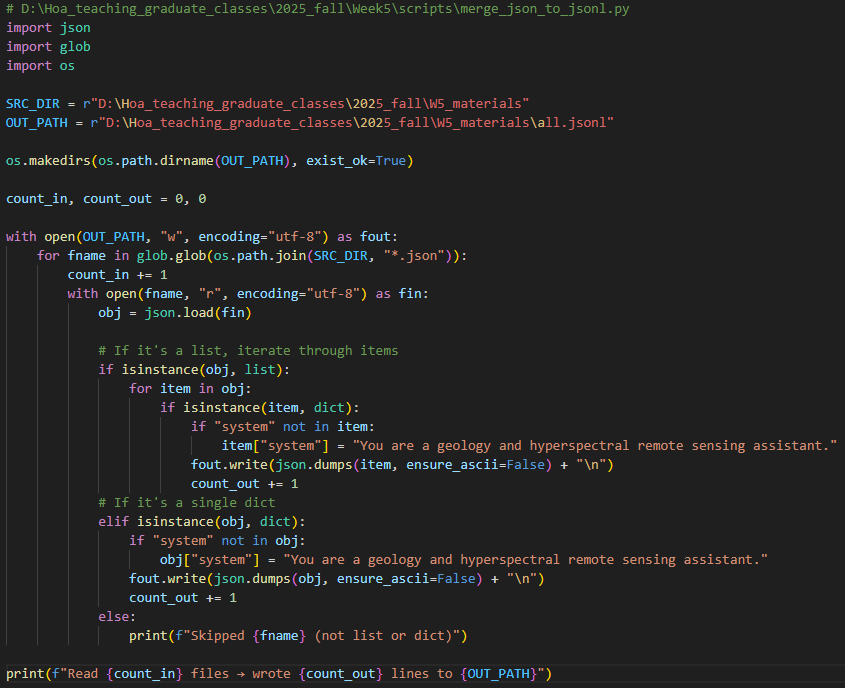 # D:\Hoa_teaching_graduate_classes\2025_fall\Week5\scripts\merge_json_to_jsonl.py
import json
import glob
import os

SRC_DIR = r"D:\Hoa_teaching_graduate_classes\2025_fall\W5_materials"
OUT_PATH = r"D:\Hoa_teaching_graduate_classes\2025_fall\W5_materials\all.jsonl"

os.makedirs(os.path.dirname(OUT_PATH), exist_ok=True)

count_in, count_out = 0, 0

with open(OUT_PATH, "w", encoding="utf-8") as fout:
    for fname in glob.glob(os.path.join(SRC_DIR, "*.json")):
        count_in += 1
        with open(fname, "r", encoding="utf-8") as fin:
            obj = json.load(fin)

            # If it's a list, iterate through items
            if isinstance(obj, list):
                for item in obj:
                    if isinstance(item, dict):
                        if "system" not in item:
                            item["system"] = "You are a geology and hyperspectral remote sensing assistant."
                        fout.write(json.dumps(item, ensure_ascii=False) + "\n")
                        count_out += 1
            # If it's a single dict
            elif isinstance(obj, dict):
                if "system" not in obj:
                    obj["system"] = "You are a geology and hyperspectral remote sensing assistant."
                fout.write(json.dumps(obj, ensure_ascii=False) + "\n")
                count_out += 1
            else:
                print(f"Skipped {fname} (not list or dict)")

print(f"Read {count_in} files → wrote {count_out} lines to {OUT_PATH}")